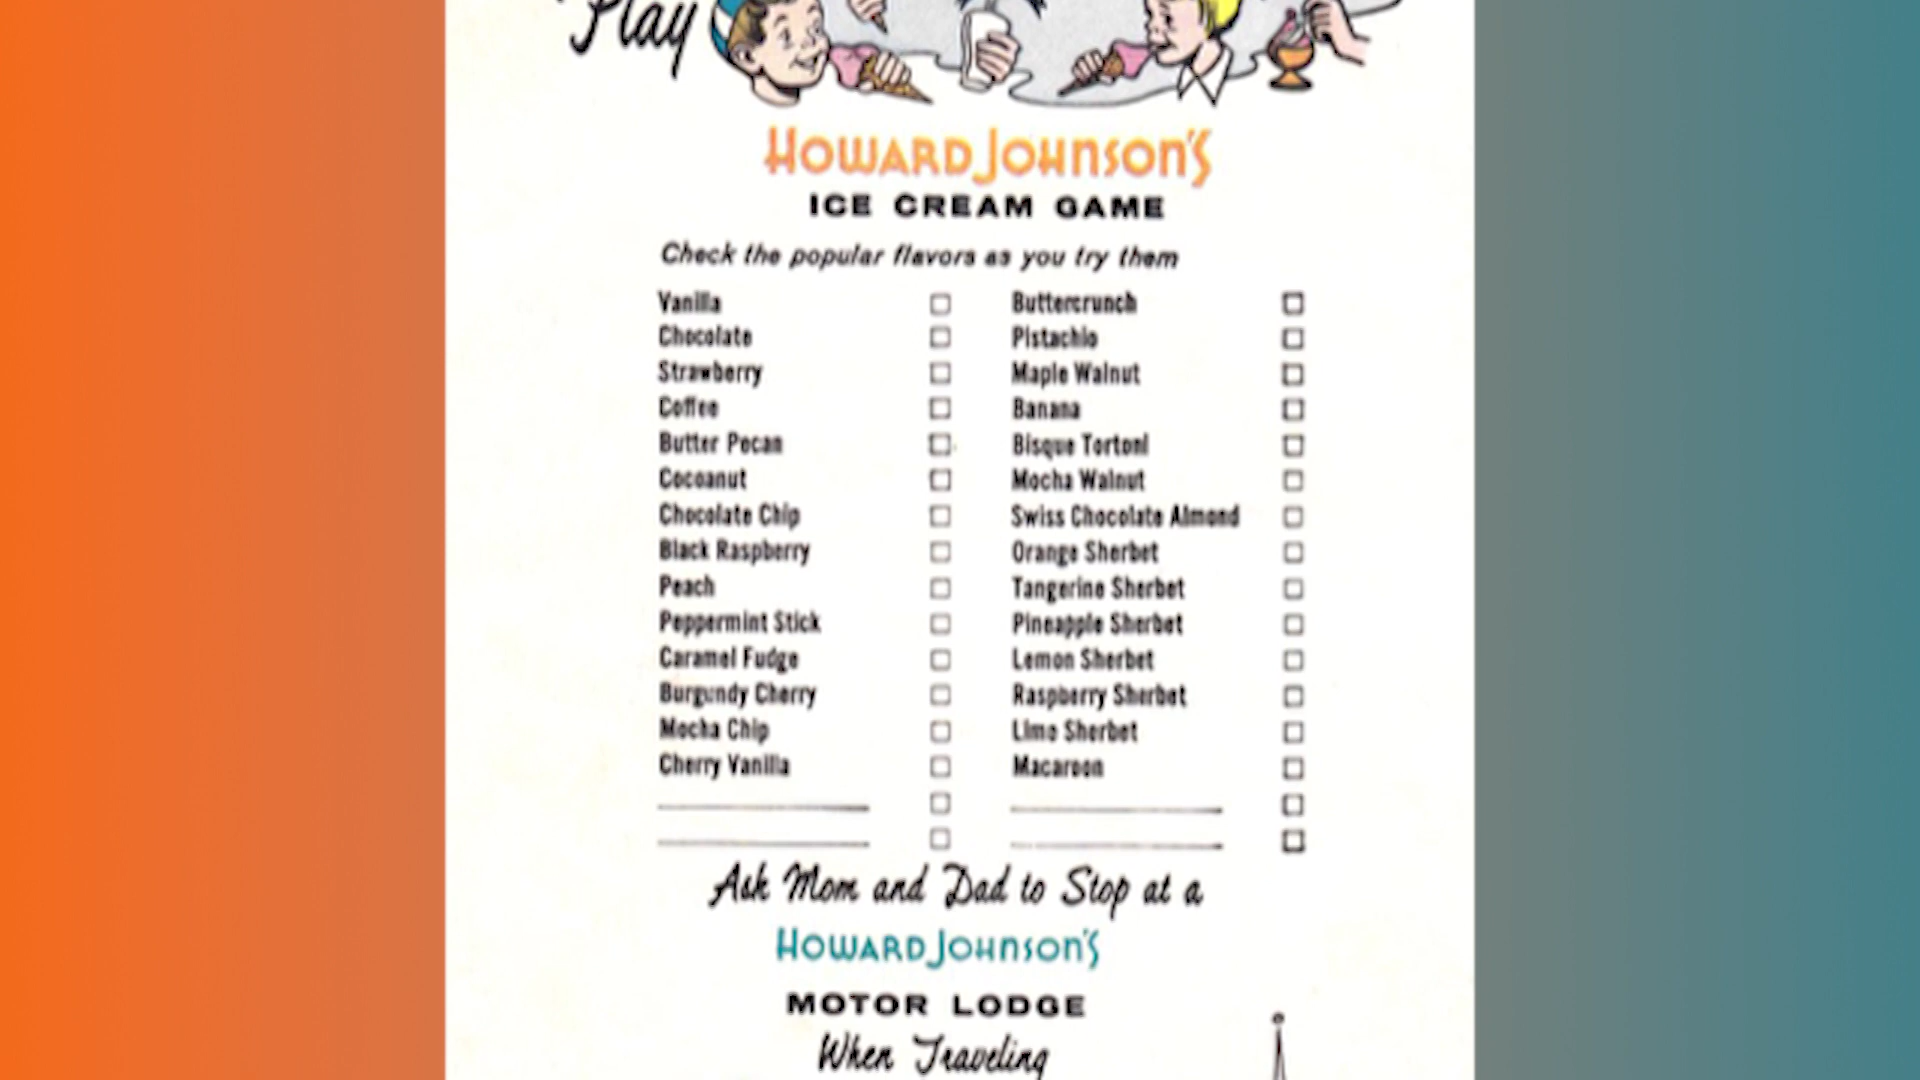 Play
HOWARD JOHNSON'S
ICE CREAM GAME
Check the popular flavors as you try them
Vanilla
Chocolate
Strawberry
Coffee
Butter Pecan
Cocoanut
Chocolate Chip
Black Raspberry
Peach
Peppermint Stick
Caramel Fudge
Burgundy Cherry
Mocha Chip
Cherry Vanilla
Buttercrunch
Pistachio
Maple Walnut
Banana
Bisque Tortoni
Mocha Walnut
Swiss Chocolate Almond
Orange Sherbet
Tangerine Sherbet
Pineapple Sherbet
Lemon Sherbet
Raspberry Sherbet
Lime Sherbet
Macaroon
Ask Mom and Dad to Stop at a
HOWARD JOHNSON'S
MOTOR LODGE
When Traveling